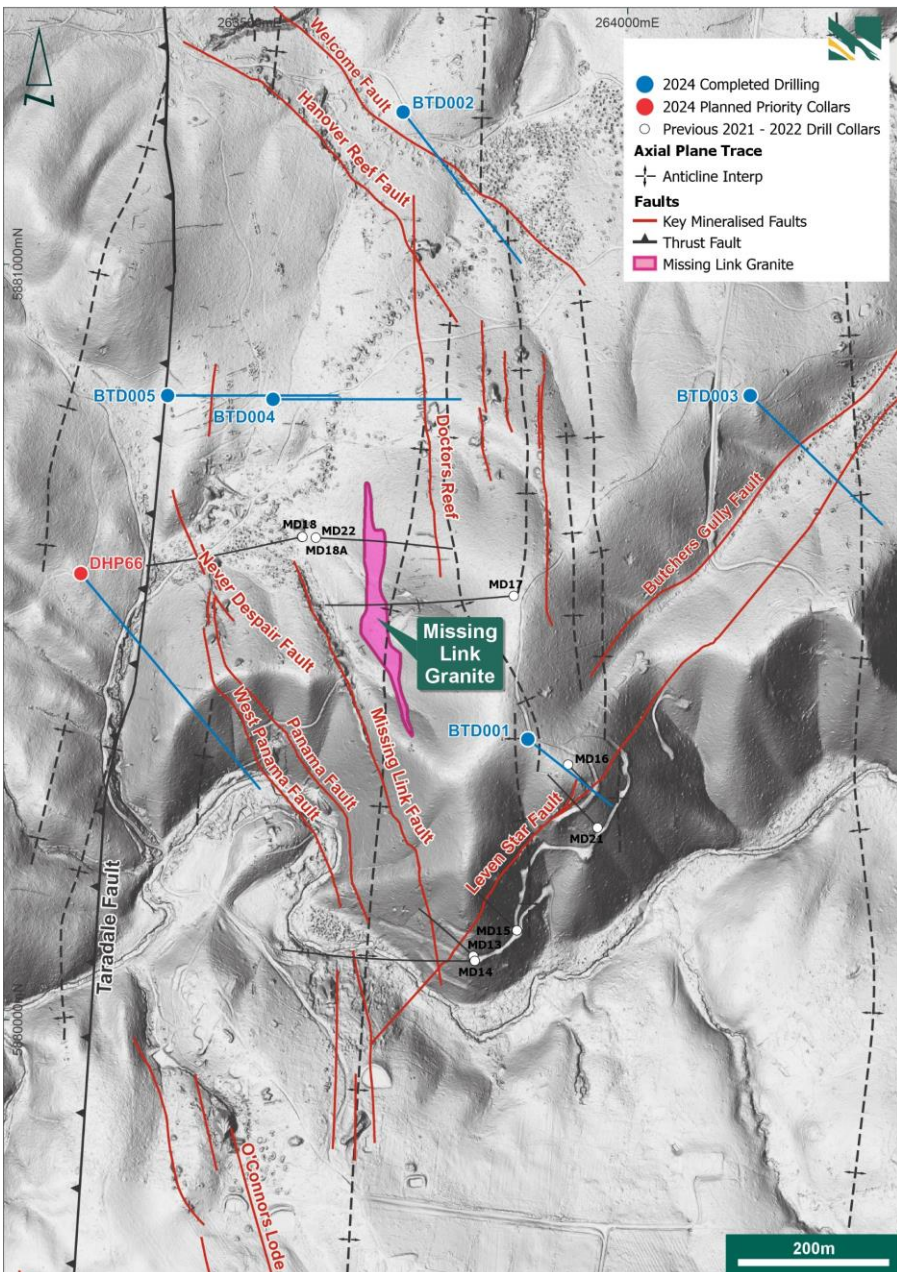 263500mE
264000mE
5881000mN
5880000mN
Z
2024 Completed Drilling
2024 Planned Priority Collars
Previous 2021 - 2022 Drill Collars
Axial Plane Trace
Anticline Interp
Faults
Key Mineralised Faults
Thrust Fault
Missing Link Granite
Welcome Fault
BTD002
Hanover Reef Fault
BTD005
BTD004
BTD003
Doctors Reef
Butchers Gully Fault
MD18
MD22
MD18A
DHP66
Never Despair Fault
MD17
Missing
Link
Granite
West Panama Fault
Panama Fault
Missing Link Fault
BTD001
MD16
MD21
Leven Star Fault
Taradale Fault
MD15
MD13
MD14
O'Connors Lode
200m